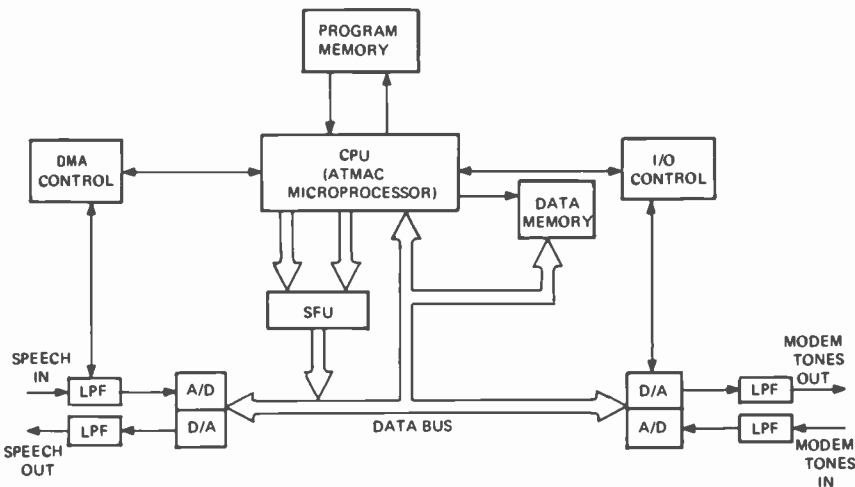 PROGRAM
MEMORY
DMA
CONTROL
CPU
(ATMAC
MICROPROCESSOR)
I/O
CONTROL
DATA
MEMORY
SFU
SPEECH
IN
LPF
A/D
LPF
D/A
SPEECH
OUT
DATA BUS
MODEM
TONES
OUT
D/A
LPF
A/D
LPF
MODEM
TONES
IN